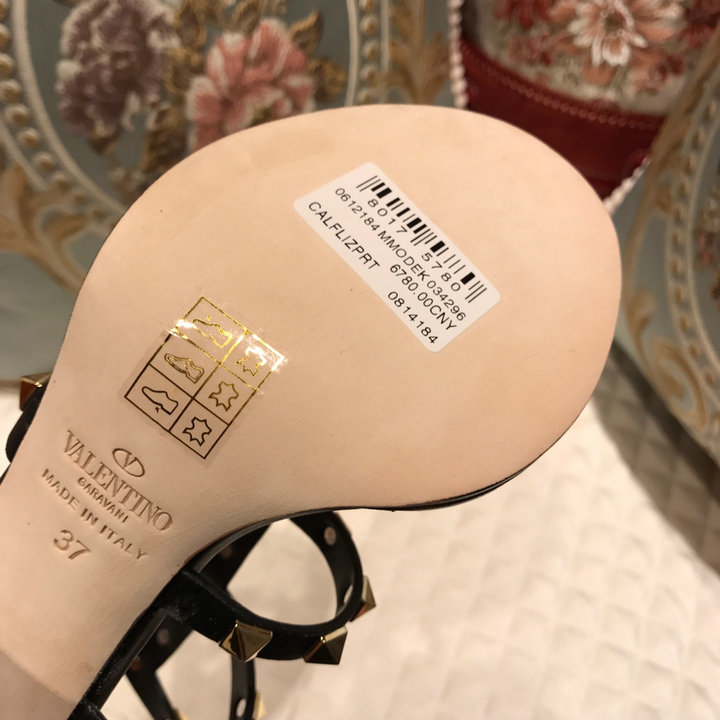 8017 5780
0612184 MMODEK 034296
6780.00CNY
CALFLIZPRT 0814184
V
VALENTINO
GARAVANI
MADE IN ITALY
37